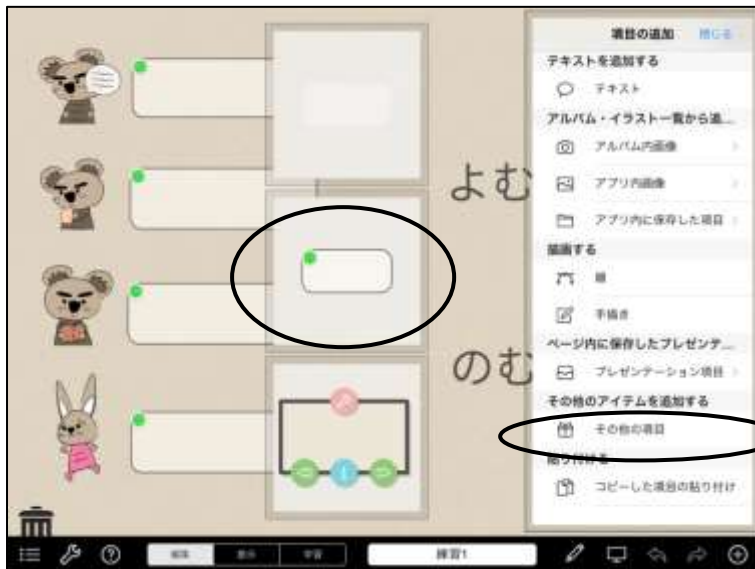 項目の追加 閉じる
テキストを追加する
テキスト
アルバム・イラスト一覧から追...
アルバム内画像
アプリ内画像
アプリ内に保存した項目
描画する
線
手描き
ページ内に保存したプレゼンテ...
プレゼンテーション項目
その他のアイテムを追加する
その他の項目
貼り付ける
コピーした項目の貼り付け
よむ
のむ
編集 表示 学習 練習1